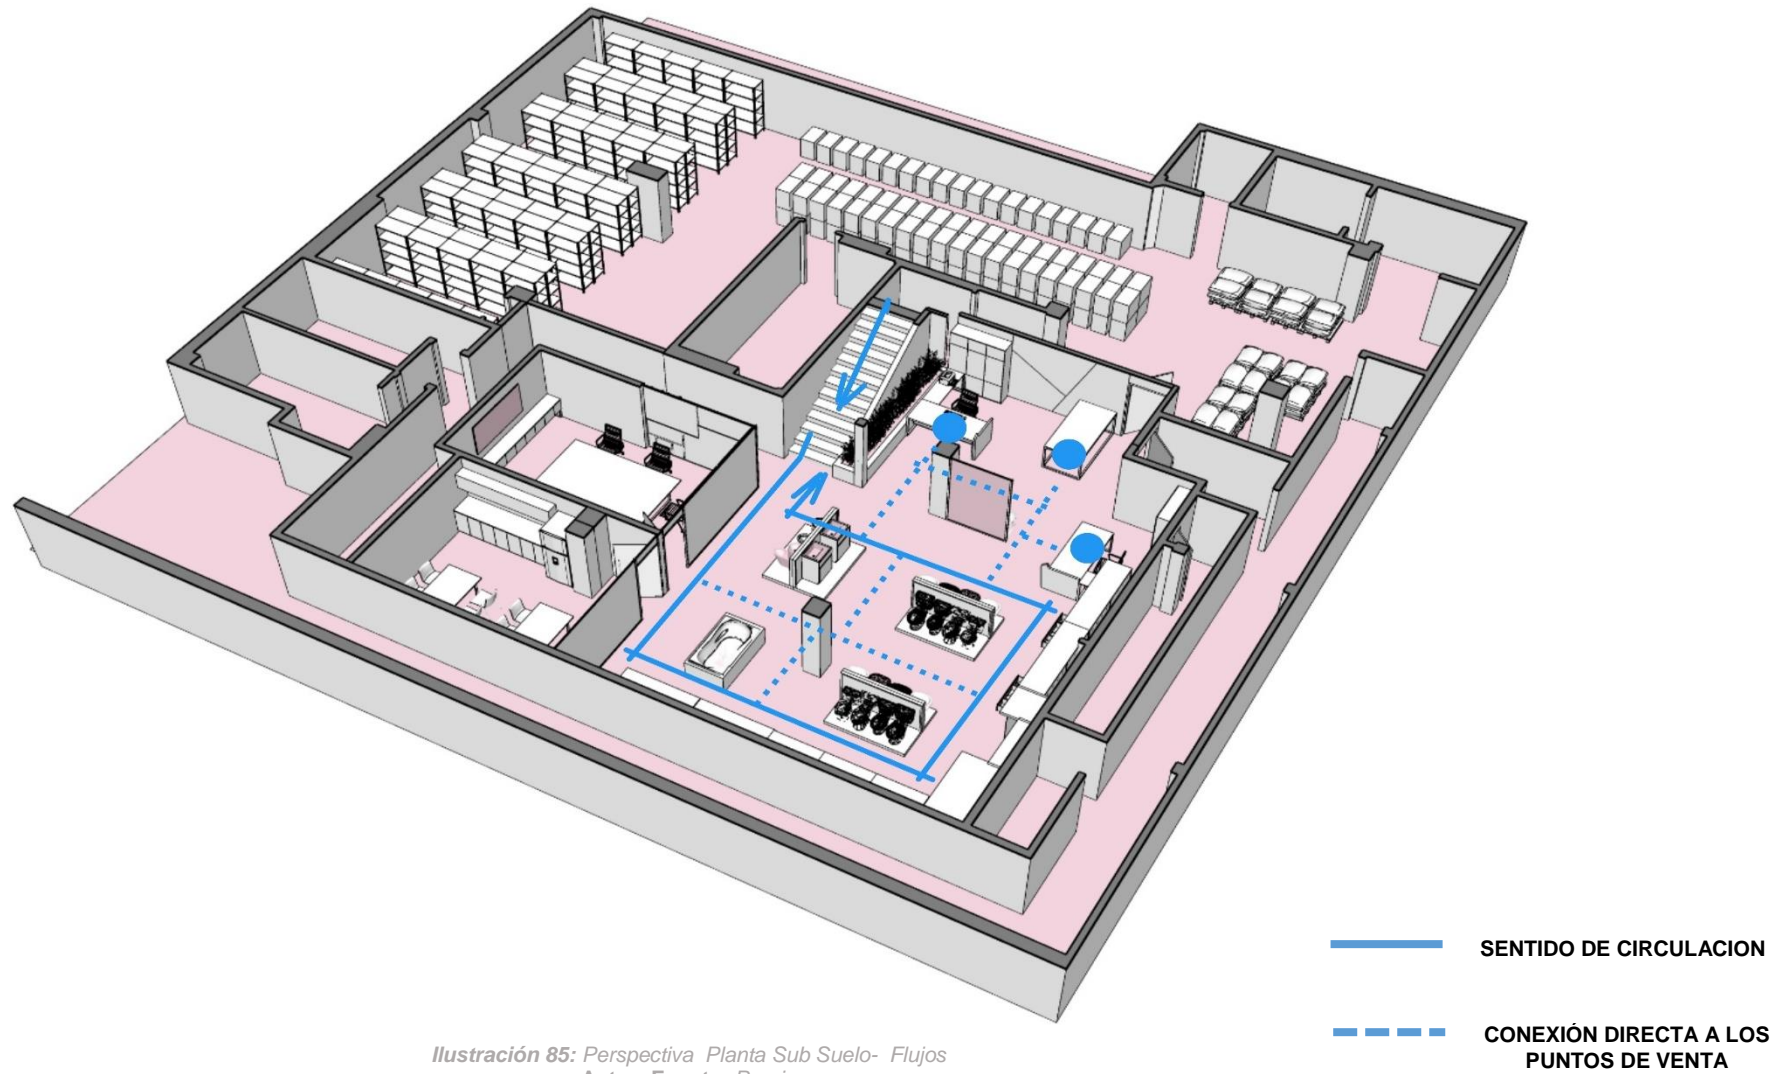 SENTIDO DE CIRCULACION
CONEXIÓN DIRECTA A LOS
PUNTOS DE VENTA
Ilustración 85: Perspectiva Planta Sub Suelo- Flujos